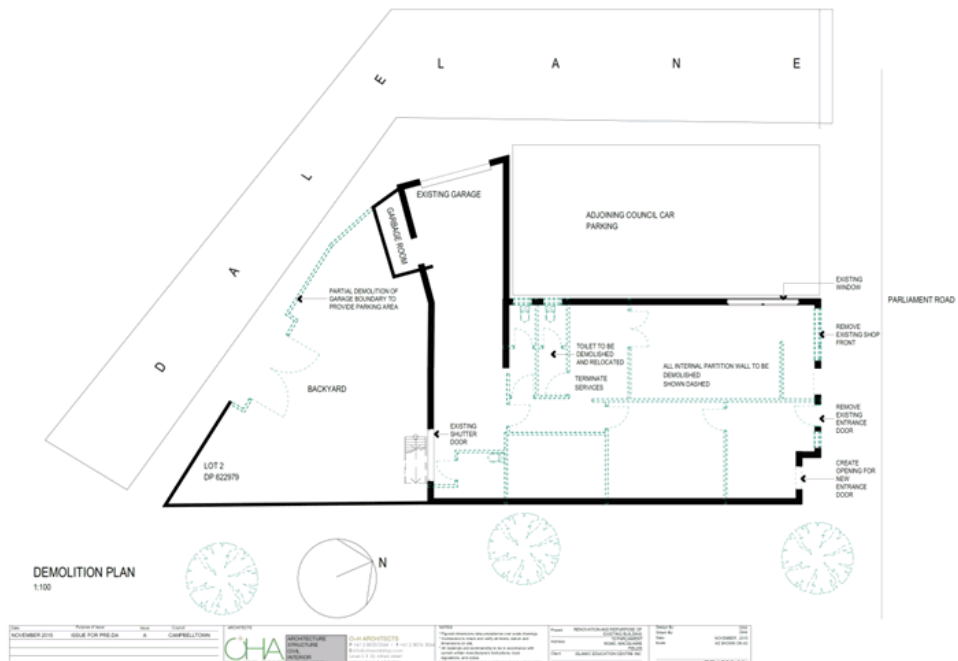 D A L E L A N E
EXISTING GARAGE
GARBAGE ROOM
ADJOINING COUNCIL CAR
PARKING
EXISTING
WINDOW
PARLIAMENT ROAD
PARTIAL DEMOLITION OF
GARAGE BOUNDARY TO
PROVIDE PARKING AREA
REMOVE
EXISTING SHOP
FRONT
TOILET TO BE
DEMOLISHED
AND RELOCATED
TERMINATE
SERVICES
ALL INTERNAL PARTITION WALL TO BE
DEMOLISHED
SHOWN DASHED
BACKYARD
REMOVE
EXISTING
ENTRANCE
DOOR
EXISTING
SHUTTER
DOOR
LOT 2
DP 622979
CREATE
OPENING FOR
NEW
ENTRANCE
DOOR
N
DEMOLITION PLAN
1:100
NOVEMBER 2015 ISSUE FOR PRE-DA A CAMPBELLTOWN
ARCHITECTS
OHA
ARCHITECTURE
STRUCTURE
CIVIL
INTERIOR
O-H ARCHITECTS
NOTES
RENOVATION AND REPURPOSE OF
EXISTING BUILDING
ISLAMIC EDUCATION CENTRE INC
NOVEMBER, 2015